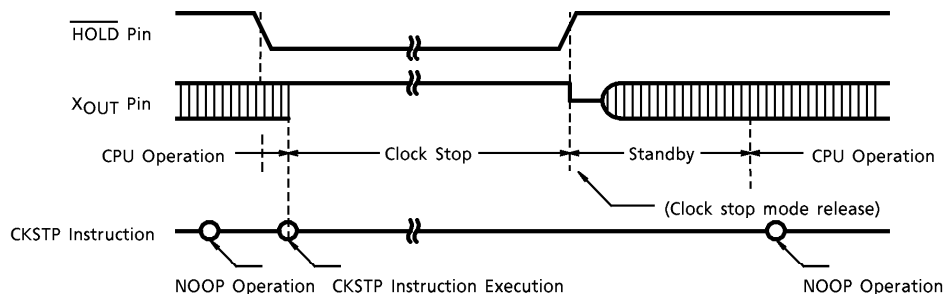 HOLD Pin
XOUT Pin
CPU Operation
Clock Stop
Standby
CPU Operation
(Clock stop mode release)
CKSTP Instruction
NOOP Operation
CKSTP Instruction Execution
NOOP Operation